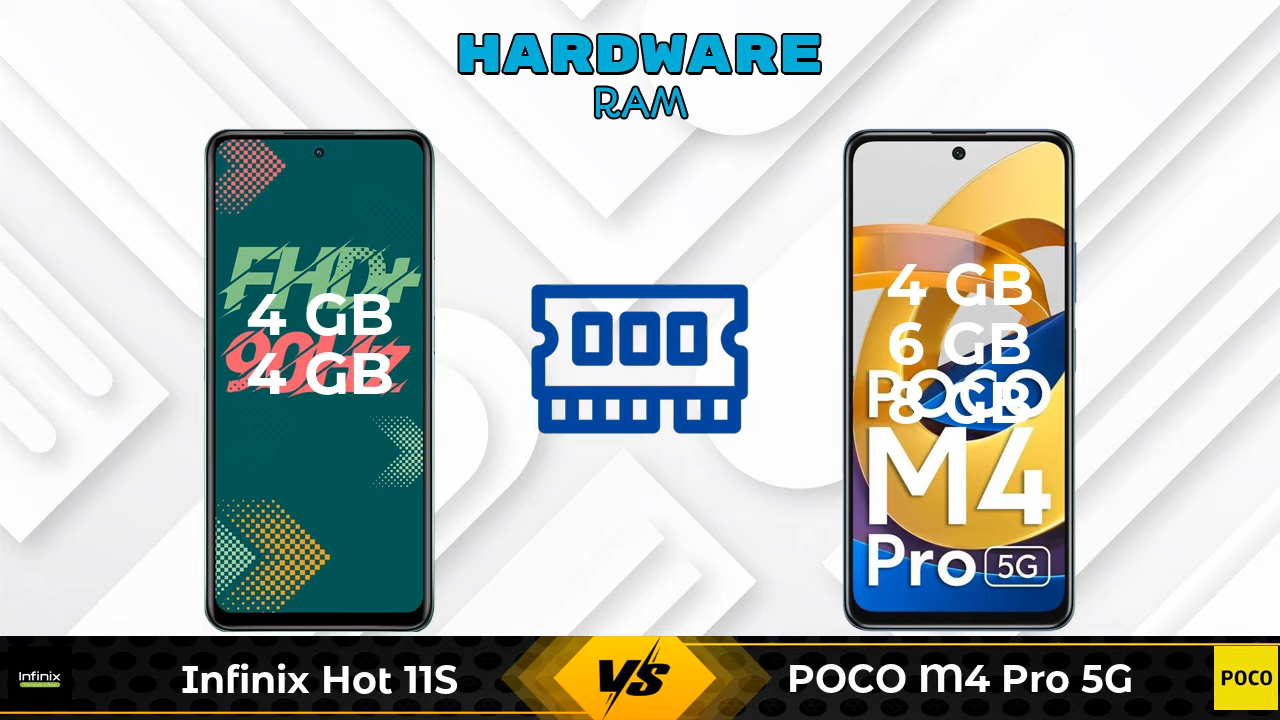 HARDWARE
RAM
FHD+
4 GB
90Hz
4 GB
4 GB
6 GB
8 GB
POCO
M4
Pro 5G
Infinix
Infinix Hot 11S
VS
POCO M4 Pro 5G
POCO